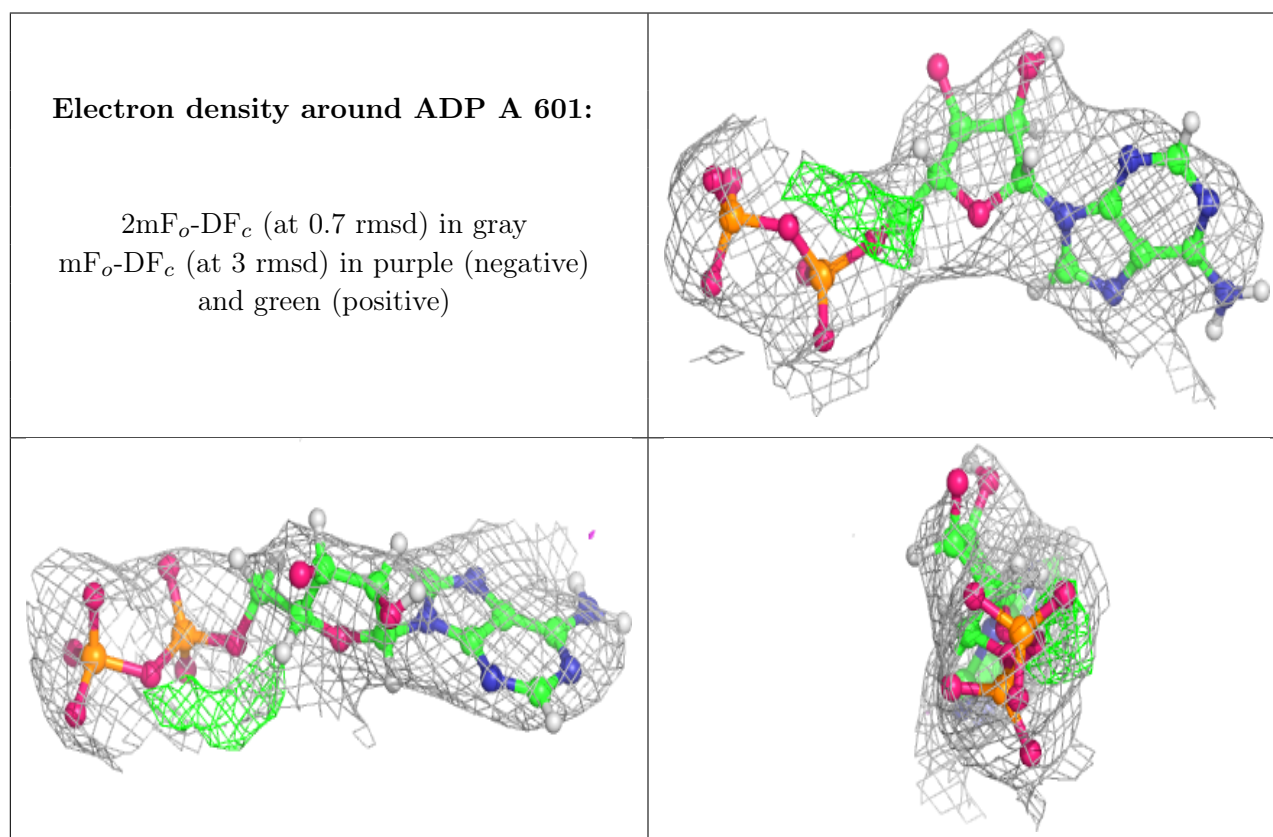 Electron density around ADP A 601:
2mFo-DFc (at 0.7 rmsd) in gray
mFo-DFc (at 3 rmsd) in purple (negative)
and green (positive)